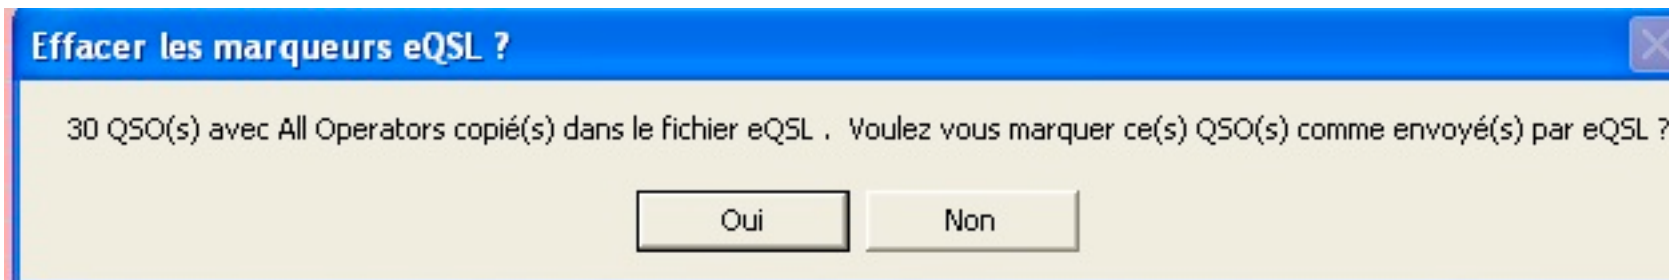 Effacer les marqueurs eQSL ?
30 QSO(s) avec All Operators copié(s) dans le fichier eQSL . Voulez vous marquer ce(s) QSO(s) comme envoyé(s) par eQSL ?
Oui Non